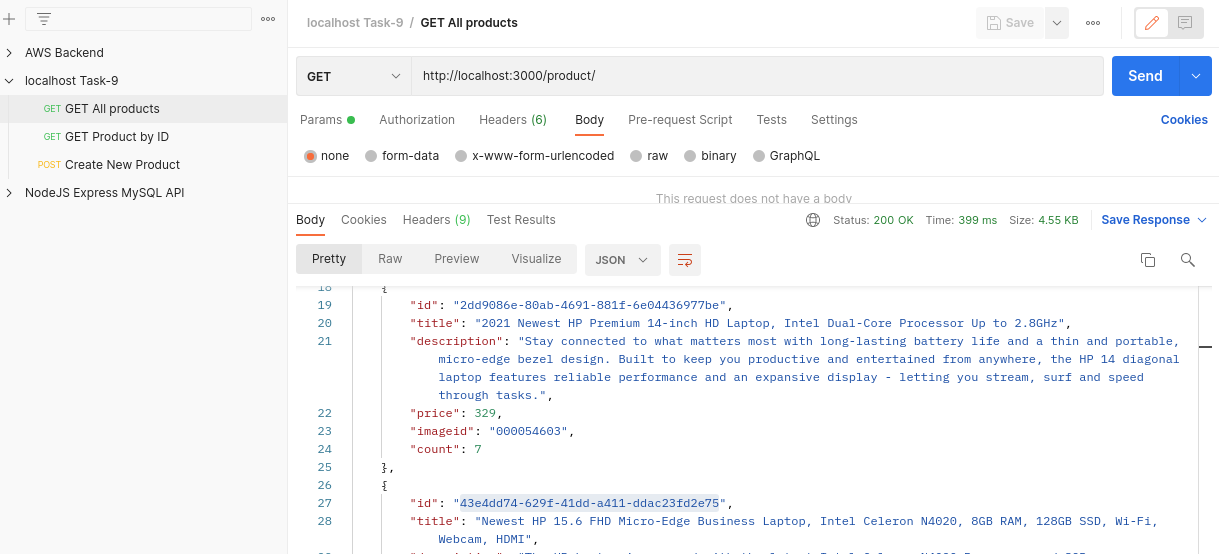 localhost Task-9 / GET All products
Save
AWS Backend
localhost Task-9
GET GET All products
GET GET Product by ID
POST Create New Product
NodeJS Express MySQL API
GET http://localhost:3000/product/ Send
Params Authorization Headers (6) Body Pre-request Script Tests Settings Cookies
none form-data x-www-form-urlencoded raw binary GraphQL
This request does not have a body
Body Cookies Headers (9) Test Results Status: 200 OK Time: 399 ms Size: 4.55 KB Save Response
Pretty Raw Preview Visualize JSON
18 {
19 "id": "2dd9086e-80ab-4691-881f-6e04436977be",
20 "title": "2021 Newest HP Premium 14-inch HD Laptop, Intel Dual-Core Processor Up to 2.8GHz",
21 "description": "Stay connected to what matters most with long-lasting battery life and a thin and portable,
micro-edge bezel design. Built to keep you productive and entertained from anywhere, the HP 14 diagonal
laptop features reliable performance and an expansive display - letting you stream, surf and speed
through tasks.",
22 "price": 329,
23 "imageid": "000054603",
24 "count": 7
25 },
26 {
27 "id": "43e4dd74-629f-41dd-a411-ddac23fd2e75",
28 "title": "Newest HP 15.6 FHD Micro-Edge Business Laptop, Intel Celeron N4020, 8GB RAM, 128GB SSD, Wi-Fi,
Webcam, HDMI",